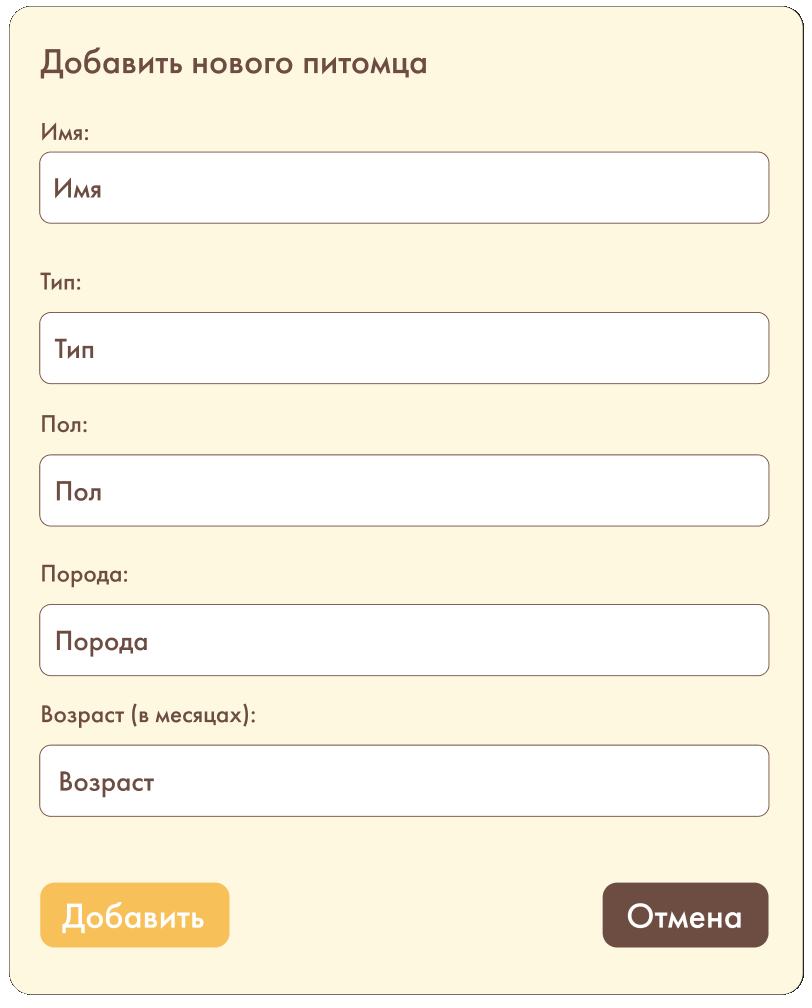 Добавить нового питомца
Имя:
Имя
Тип:
Тип
Пол:
Пол
Порода:
Порода
Возраст (в месяцах):
Возраст
Добавить Отмена